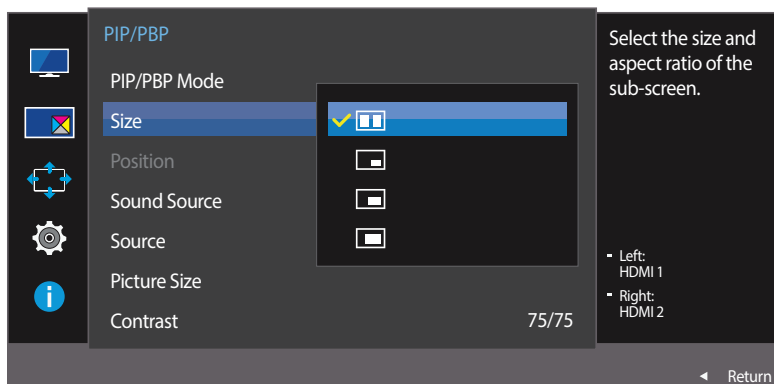 PIP/PBP
PIP/PBP Mode
Size
Position
Sound Source
Source
Picture Size
Contrast 75/75
Select the size and
aspect ratio of the
sub-screen.
- Left:
HDMI 1
- Right:
HDMI 2
Return